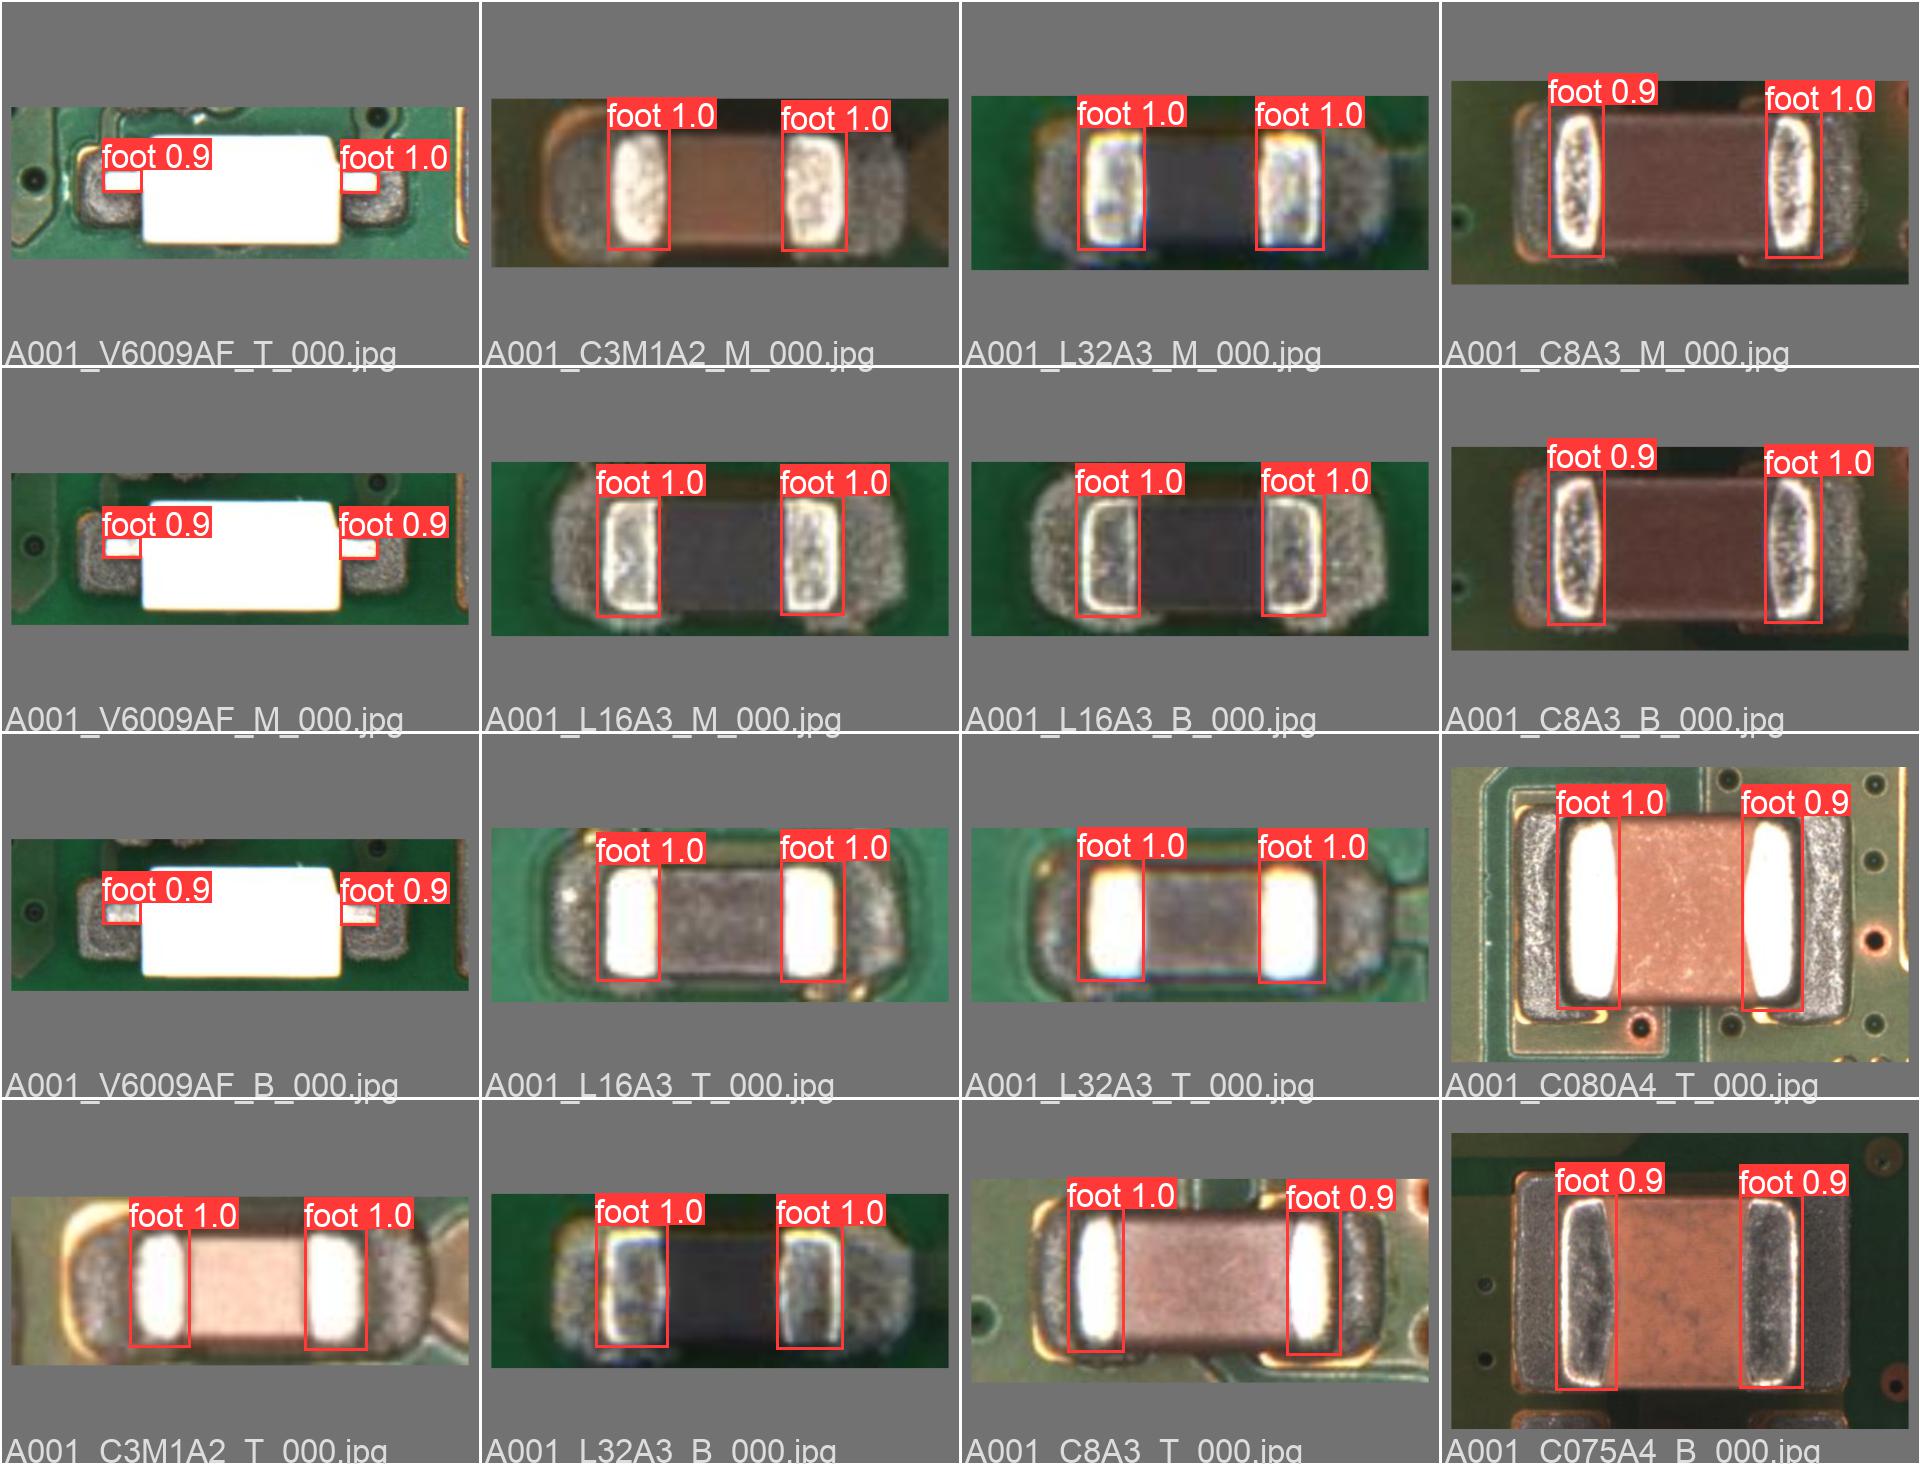 foot 0.9
foot 1.0
A001_V6009AF_T_000.jpg
foot 1.0
foot 1.0
A001_C3M1A2_M_000.jpg
foot 1.0
foot 1.0
A001_L32A3_M_000.jpg
foot 0.9
foot 1.0
A001_C8A3_M_000.jpg
foot 0.9
foot 0.9
A001_V6009AF_M_000.jpg
foot 1.0
foot 1.0
A001_L16A3_M_000.jpg
foot 1.0
foot 1.0
A001_L16A3_B_000.jpg
foot 0.9
foot 1.0
A001_C8A3_B_000.jpg
foot 0.9
foot 0.9
A001_V6009AF_B_000.jpg
foot 1.0
foot 1.0
A001_L16A3_T_000.jpg
foot 1.0
foot 1.0
A001_L32A3_T_000.jpg
foot 1.0
foot 0.9
A001_C080A4_T_000.jpg
foot 1.0
foot 1.0
A001_C3M1A2_T_000.jpg
foot 1.0
foot 1.0
A001_L32A3_B_000.jpg
foot 1.0
foot 0.9
A001_C8A3_T_000.jpg
foot 0.9
foot 0.9
A001_C075A4_B_000.jpg